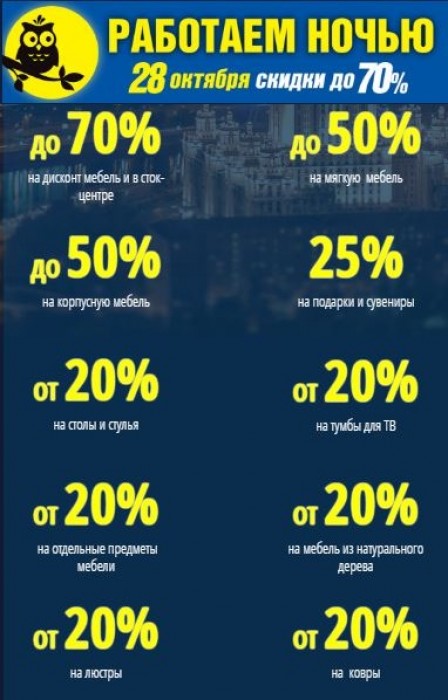 РАБОТАЕМ НОЧЬЮ
28 октября скидки до 70%
до 70%
на дисконт мебель и в сток-
центре
до 50%
на мягкую мебель
до 50%
на корпусную мебель
25%
на подарки и сувениры
от 20%
на столы и стулья
от 20%
на тумбы для ТВ
от 20%
на отдельные предметы
мебели
от 20%
на мебель из натурального
дерева
от 20%
на люстры
от 20%
на ковры